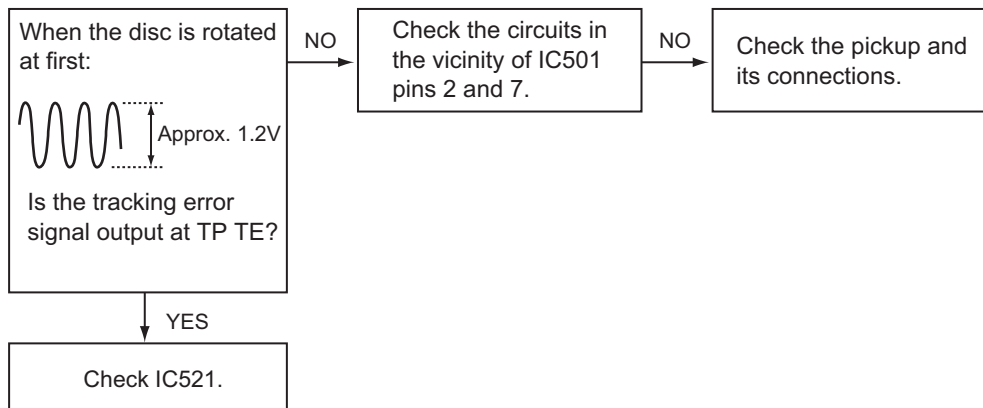 When the disc is rotated
at first:
Approx. 1.2V
Is the tracking error
signal output at TP TE?
NO
Check the circuits in
the vicinity of IC501
pins 2 and 7.
NO
Check the pickup and
its connections.
YES
Check IC521.